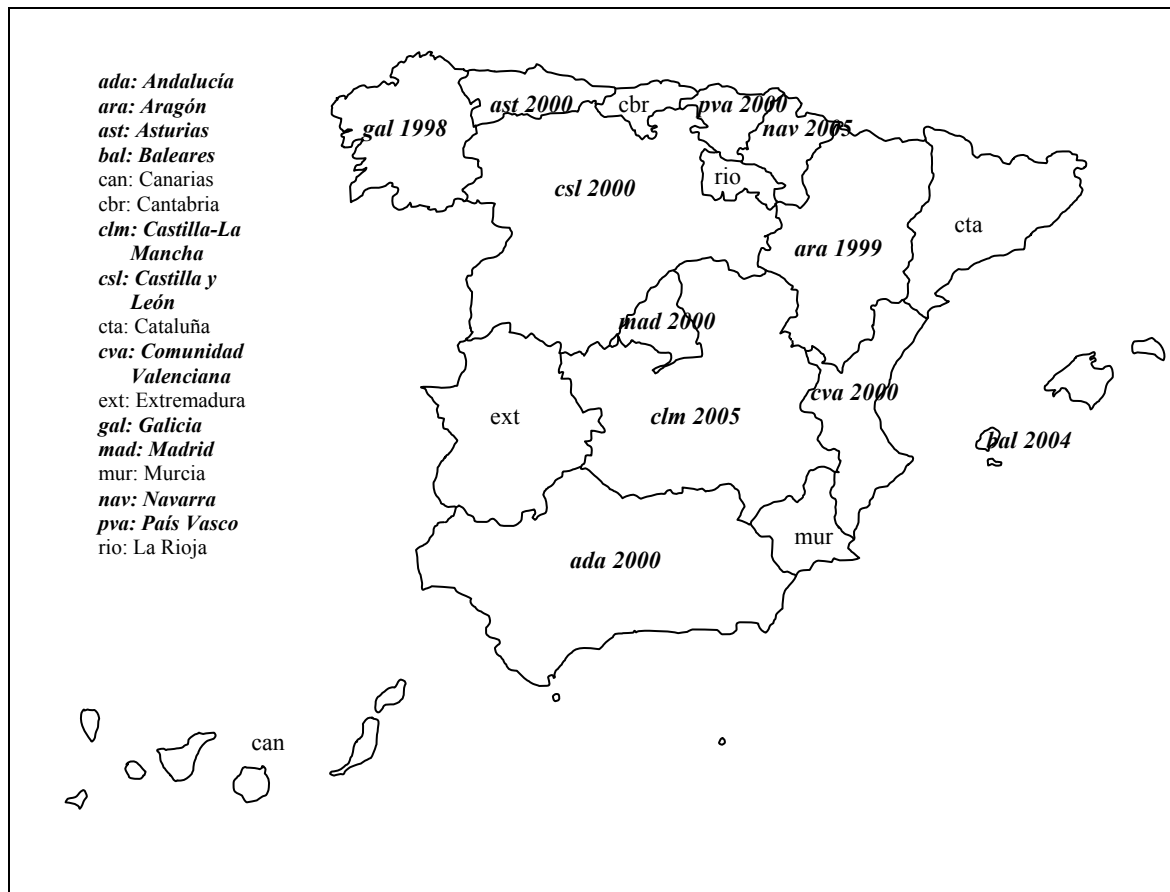 ada: Andalucía
ara: Aragón
ast: Asturias
bal: Baleares
can: Canarias
cbr: Cantabria
clm: Castilla-La
Mancha
csl: Castilla y
León
cta: Cataluña
cva: Comunidad
Valenciana
ext: Extremadura
gal: Galicia
mad: Madrid
mur: Murcia
nav: Navarra
pva: País Vasco
rio: La Rioja
gal 1998
ast 2000
cbr
pva 2000
nav 2005
csl 2000
rio
ara 1999
cta
mad 2000
ext
clm 2005
cva 2000
bal 2004
mur
ada 2000
can